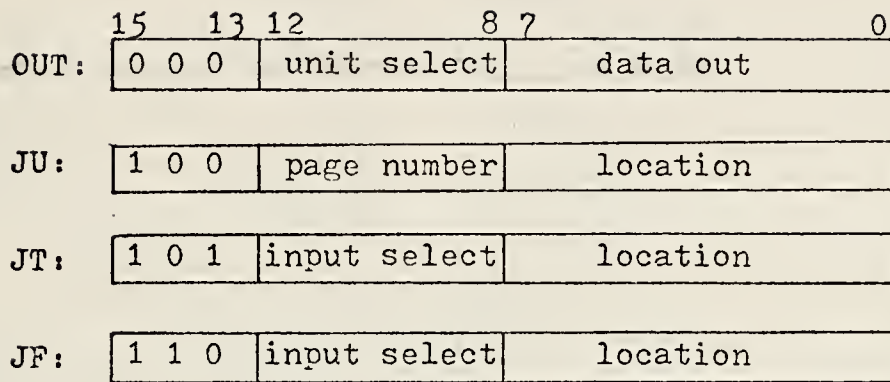 15 13 12 8 7 0
OUT: 0 0 0 unit select data out
JU: 1 0 0 page number location
JT: 1 0 1 input select location
JF: 1 1 0 input select location